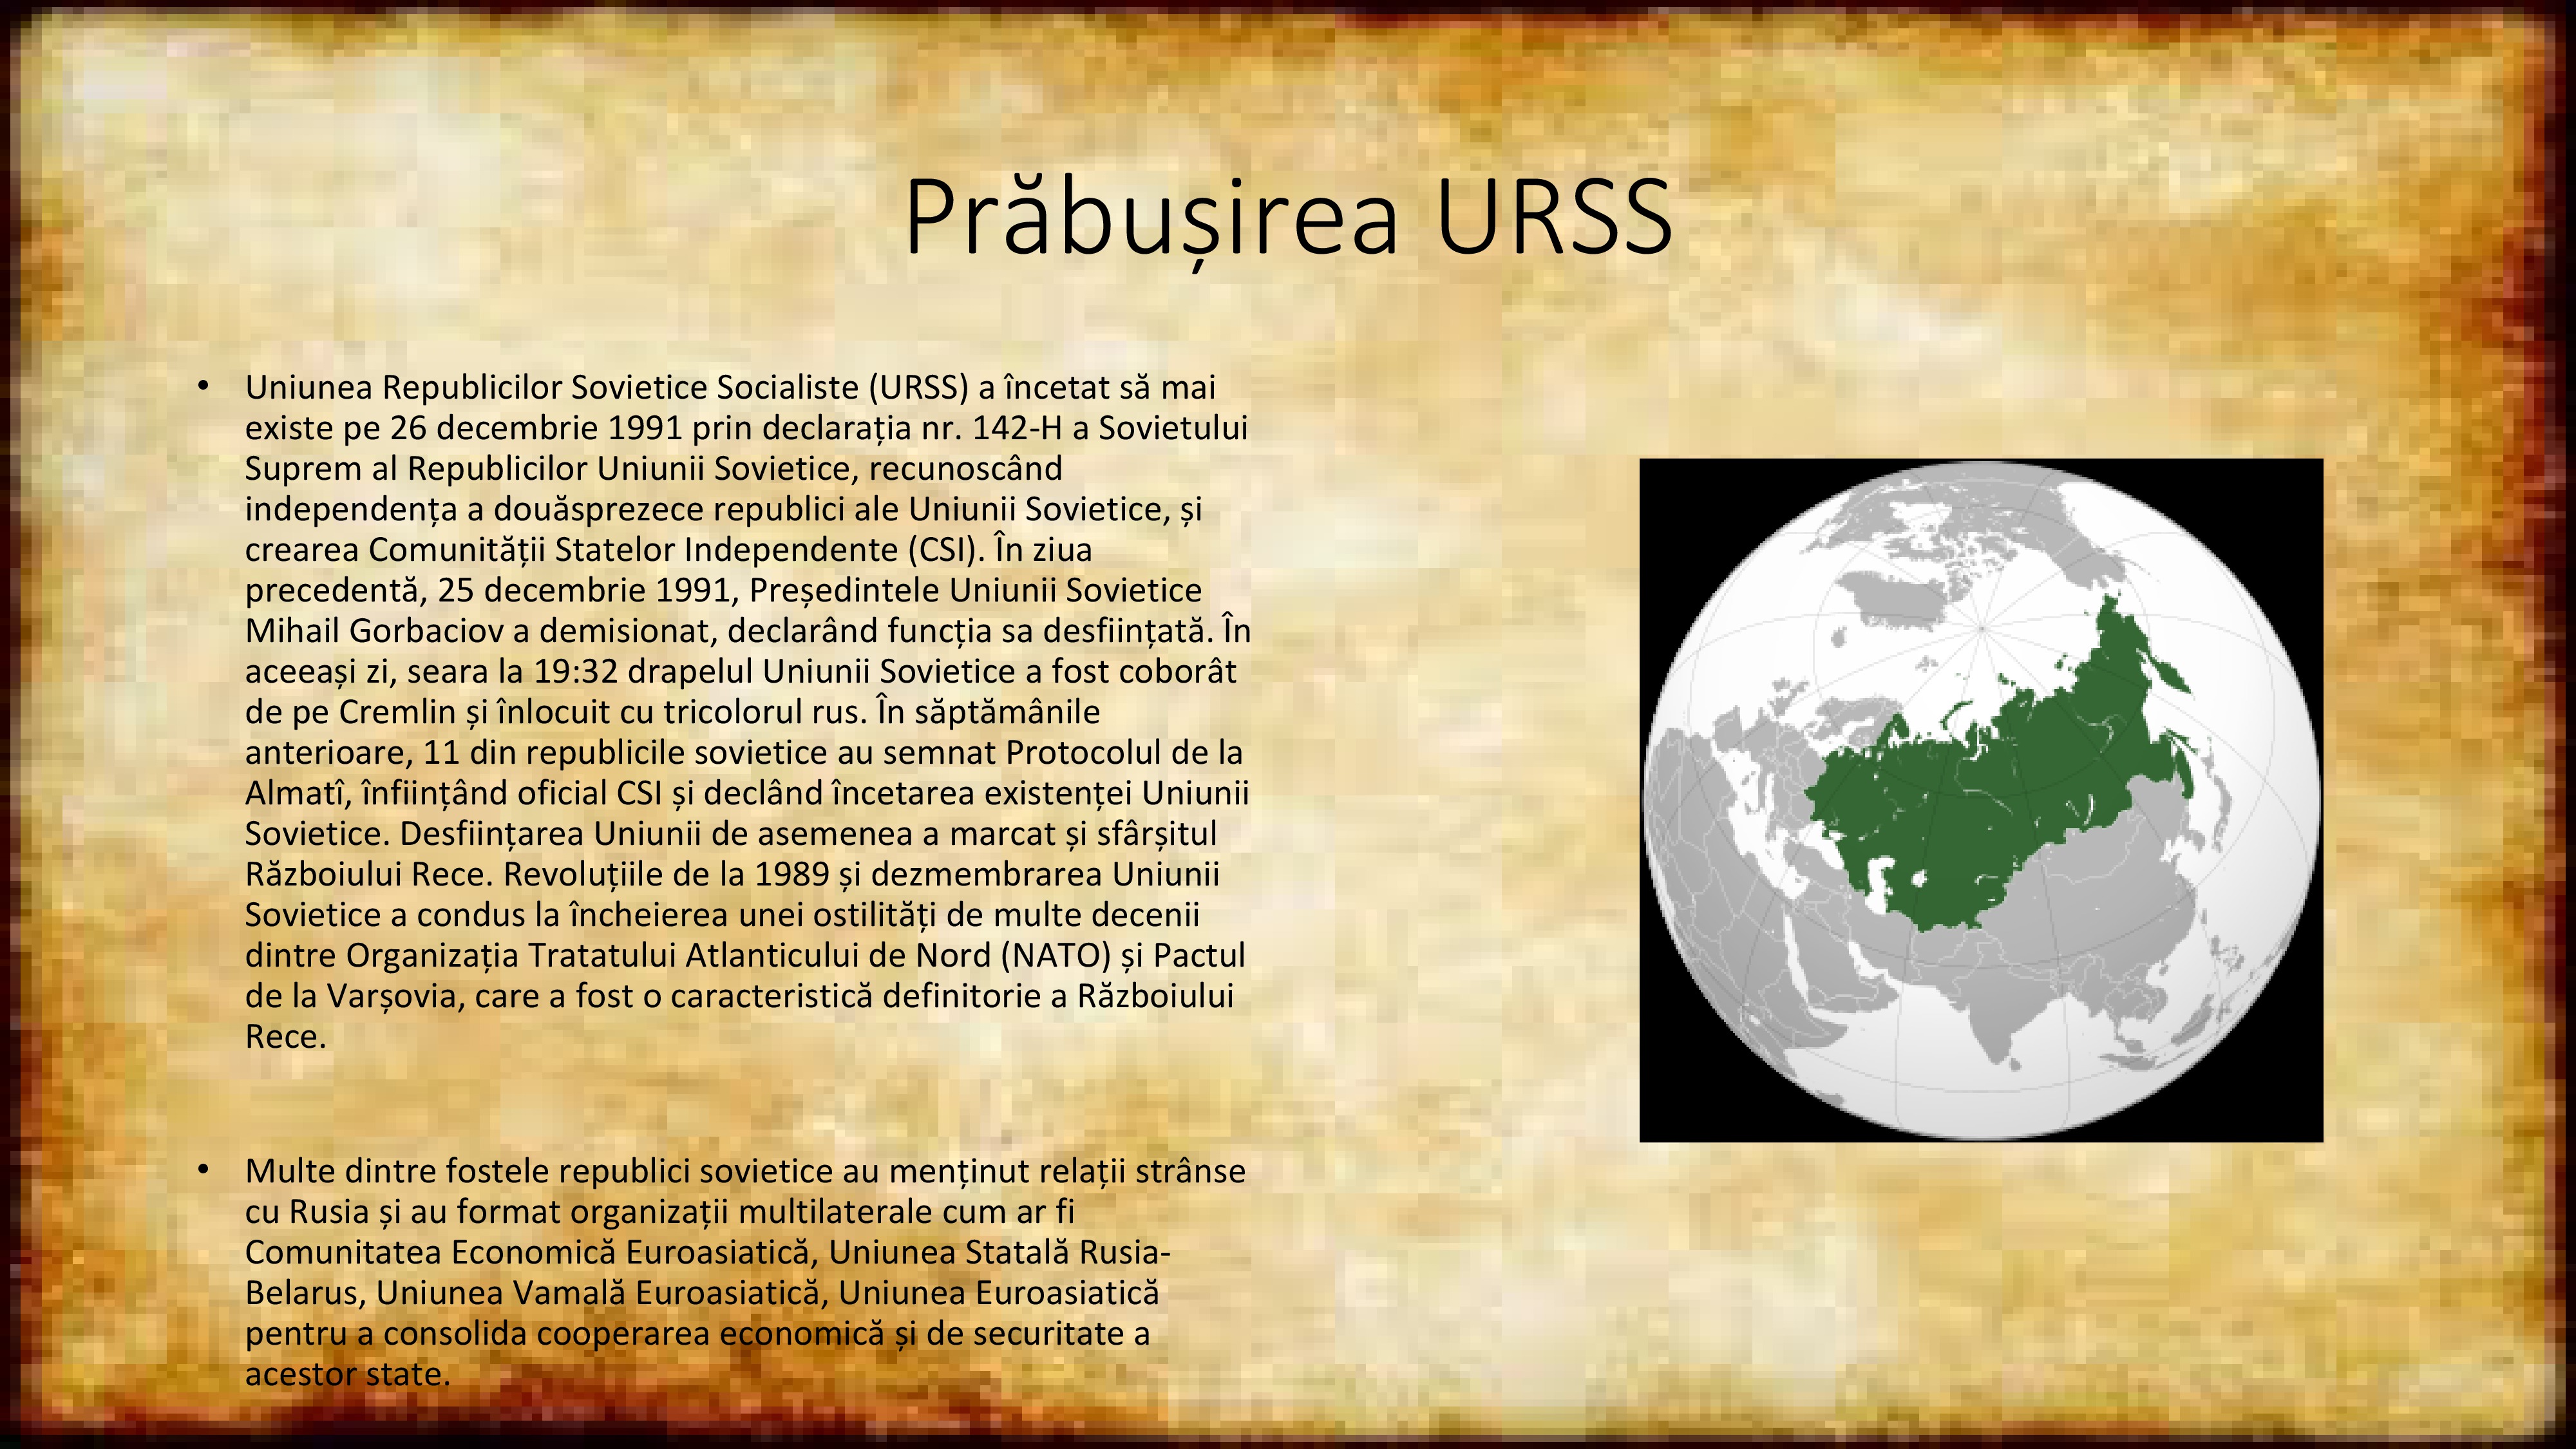 Prăbușirea URSS
• Uniunea Republicilor Sovietice Socialiste (URSS) a încetat să mai
existe pe 26 decembrie 1991 prin declarația nr. 142-H a Sovietului
Suprem al Republicilor Uniunii Sovietice, recunoscând
independența a douăsprezece republici ale Uniunii Sovietice, și
crearea Comunității Statelor Independente (CSI). În ziua
precedentă, 25 decembrie 1991, Președintele Uniunii Sovietice
Mihail Gorbaciov a demisionat, declarând funcția sa desființată. În
aceeași zi, seara la 19:32 drapelul Uniunii Sovietice a fost coborât
de pe Cremlin și înlocuit cu tricolorul rus. În săptămânile
anterioare, 11 din republicile sovietice au semnat Protocolul de la
Almatî, înființând oficial CSI și declând încetarea existenței Uniunii
Sovietice. Desființarea Uniunii de asemenea a marcat și sfârșitul
Războiului Rece. Revoluțiile de la 1989 și dezmembrarea Uniunii
Sovietice a condus la încheierea unei ostilități de multe decenii
dintre Organizația Tratatului Atlanticului de Nord (NATO) și Pactul
de la Varșovia, care a fost o caracteristică definitorie a Războiului
Rece.
• Multe dintre fostele republici sovietice au menținut relații strânse
cu Rusia și au format organizații multilaterale cum ar fi
Comunitatea Economică Euroasiatică, Uniunea Statală Rusia-
Belarus, Uniunea Vamală Euroasiatică, Uniunea Euroasiatică
pentru a consolida cooperarea economică și de securitate a
acestor state.